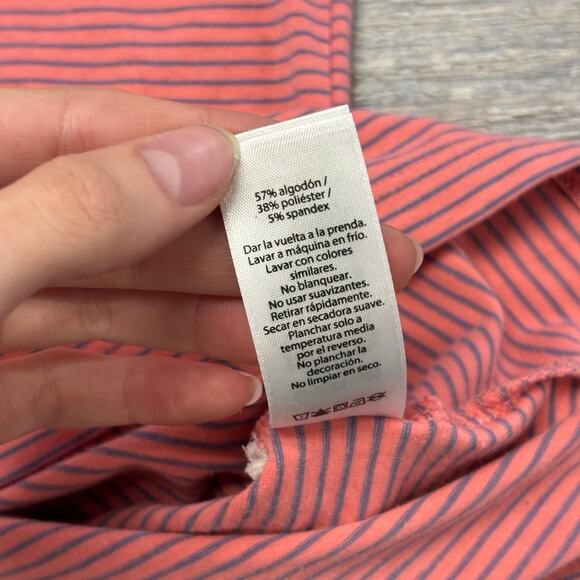 57% algodón /
38% poliéster /
5% spandex
Dar la vuelta a la prenda.
Lavar a máquina en frío.
Lavar con colores
similares.
No blanquear.
No usar suavizantes.
Retirar rápidamente.
Secar en secadora suave.
Planchar solo a
temperatura media
por el reverso.
No planchar la
decoración.
No limpiar en seco.